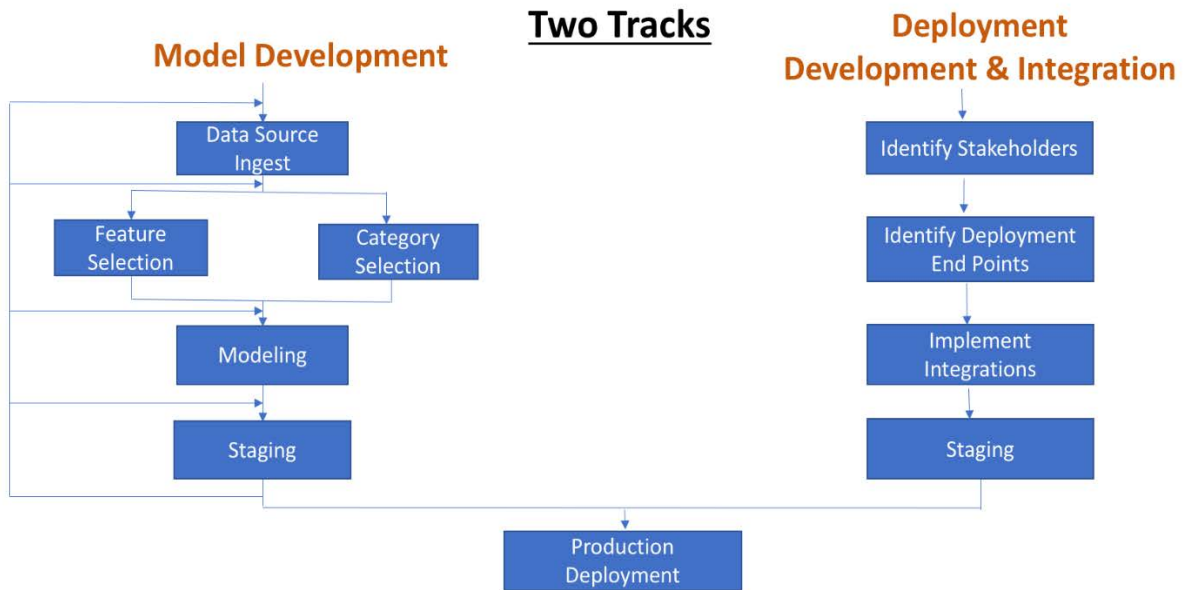 Two Tracks
Model Development
Data Source
Ingest
Feature
Selection
Category
Selection
Modeling
Staging
Deployment
Development & Integration
Identify Stakeholders
Identify Deployment
End Points
Implement
Integrations
Staging
Production
Deployment